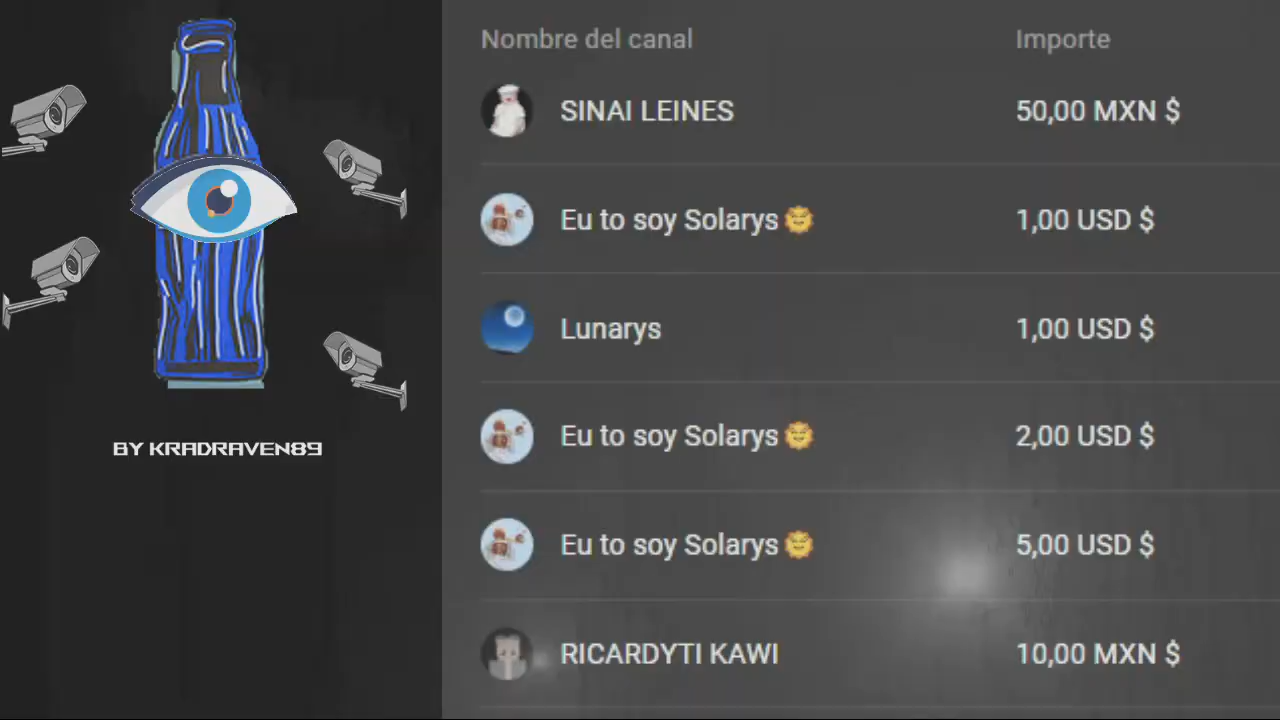 Nombre del canal Importe
SINAI LEINES 50,00 MXN $
Eu to soy Solarys🌞 1,00 USD $
Lunarys 1,00 USD $
Eu to soy Solarys🌞 2,00 USD $
Eu to soy Solarys🌞 5,00 USD $
RICARDYTI KAWI 10,00 MXN $
BY KRADRAVEN89